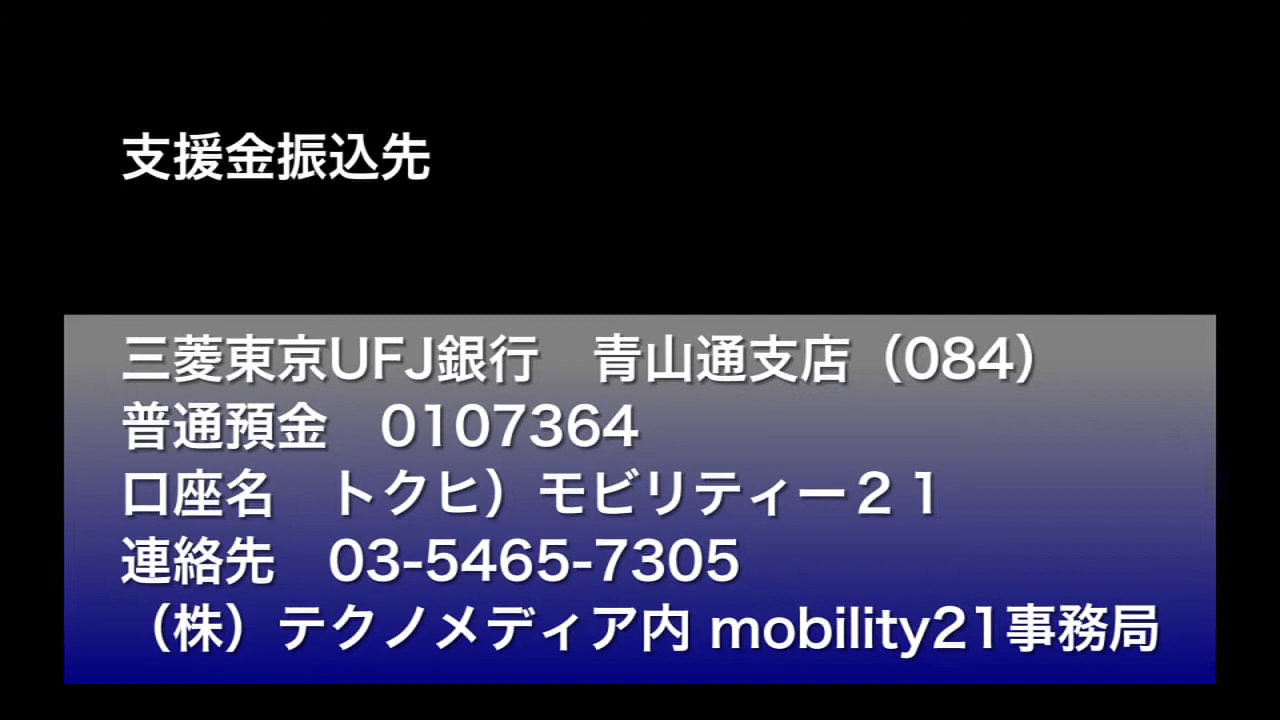 支援金振込先
三菱東京UFJ銀行　青山通支店（084）
普通預金　0107364
口座名　トクヒ）モビリティー２１
連絡先　03-5465-7305
（株）テクノメディア内 mobility21事務局